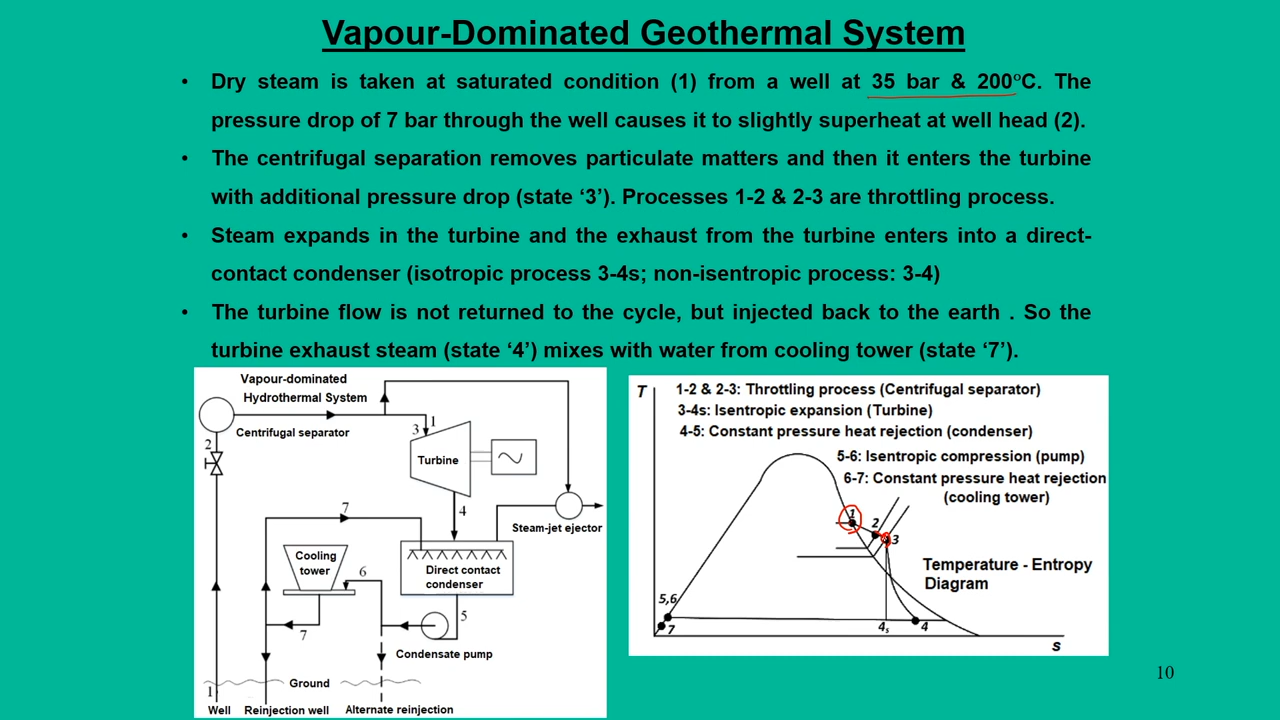 Vapour-Dominated Geothermal System
• Dry steam is taken at saturated condition (1) from a well at 35 bar & 200°C. The
pressure drop of 7 bar through the well causes it to slightly superheat at well head (2).
• The centrifugal separation removes particulate matters and then it enters the turbine
with additional pressure drop (state ‘3’). Processes 1-2 & 2-3 are throttling process.
• Steam expands in the turbine and the exhaust from the turbine enters into a direct-
contact condenser (isotropic process 3-4s; non-isentropic process: 3-4)
• The turbine flow is not returned to the cycle, but injected back to the earth . So the
turbine exhaust steam (state ‘4’) mixes with water from cooling tower (state ‘7’).
Vapour-dominated
Hydrothermal System
Centrifugal separator
2
3
1
Turbine
4
7
Steam-jet ejector
Cooling
tower
6
Direct contact
condenser
5
7
Condensate pump
Ground
1
Well
Reinjection well
Alternate reinjection
T
1-2 & 2-3: Throttling process (Centrifugal separator)
3-4s: Isentropic expansion (Turbine)
4-5: Constant pressure heat rejection (condenser)
5-6: Isentropic compression (pump)
6-7: Constant pressure heat rejection
(cooling tower)
1
2
3
Temperature - Entropy
Diagram
5,6
7
4s
4
s
10